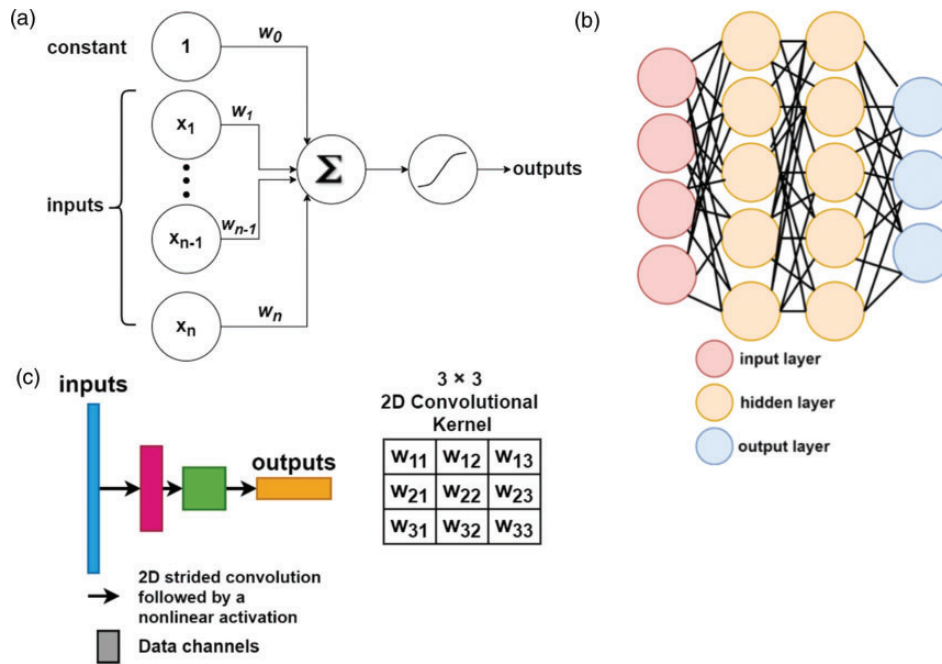 (a)
constant
1
w0
inputs
x1
w1
xn-1
wn-1
xn
wn
Σ
outputs
(b)
input layer
hidden layer
output layer
(c)
inputs
outputs
2D strided convolution
followed by a
nonlinear activation
Data channels
3 × 3
2D Convolutional
Kernel
w11 w12 w13
w21 w22 w23
w31 w32 w33